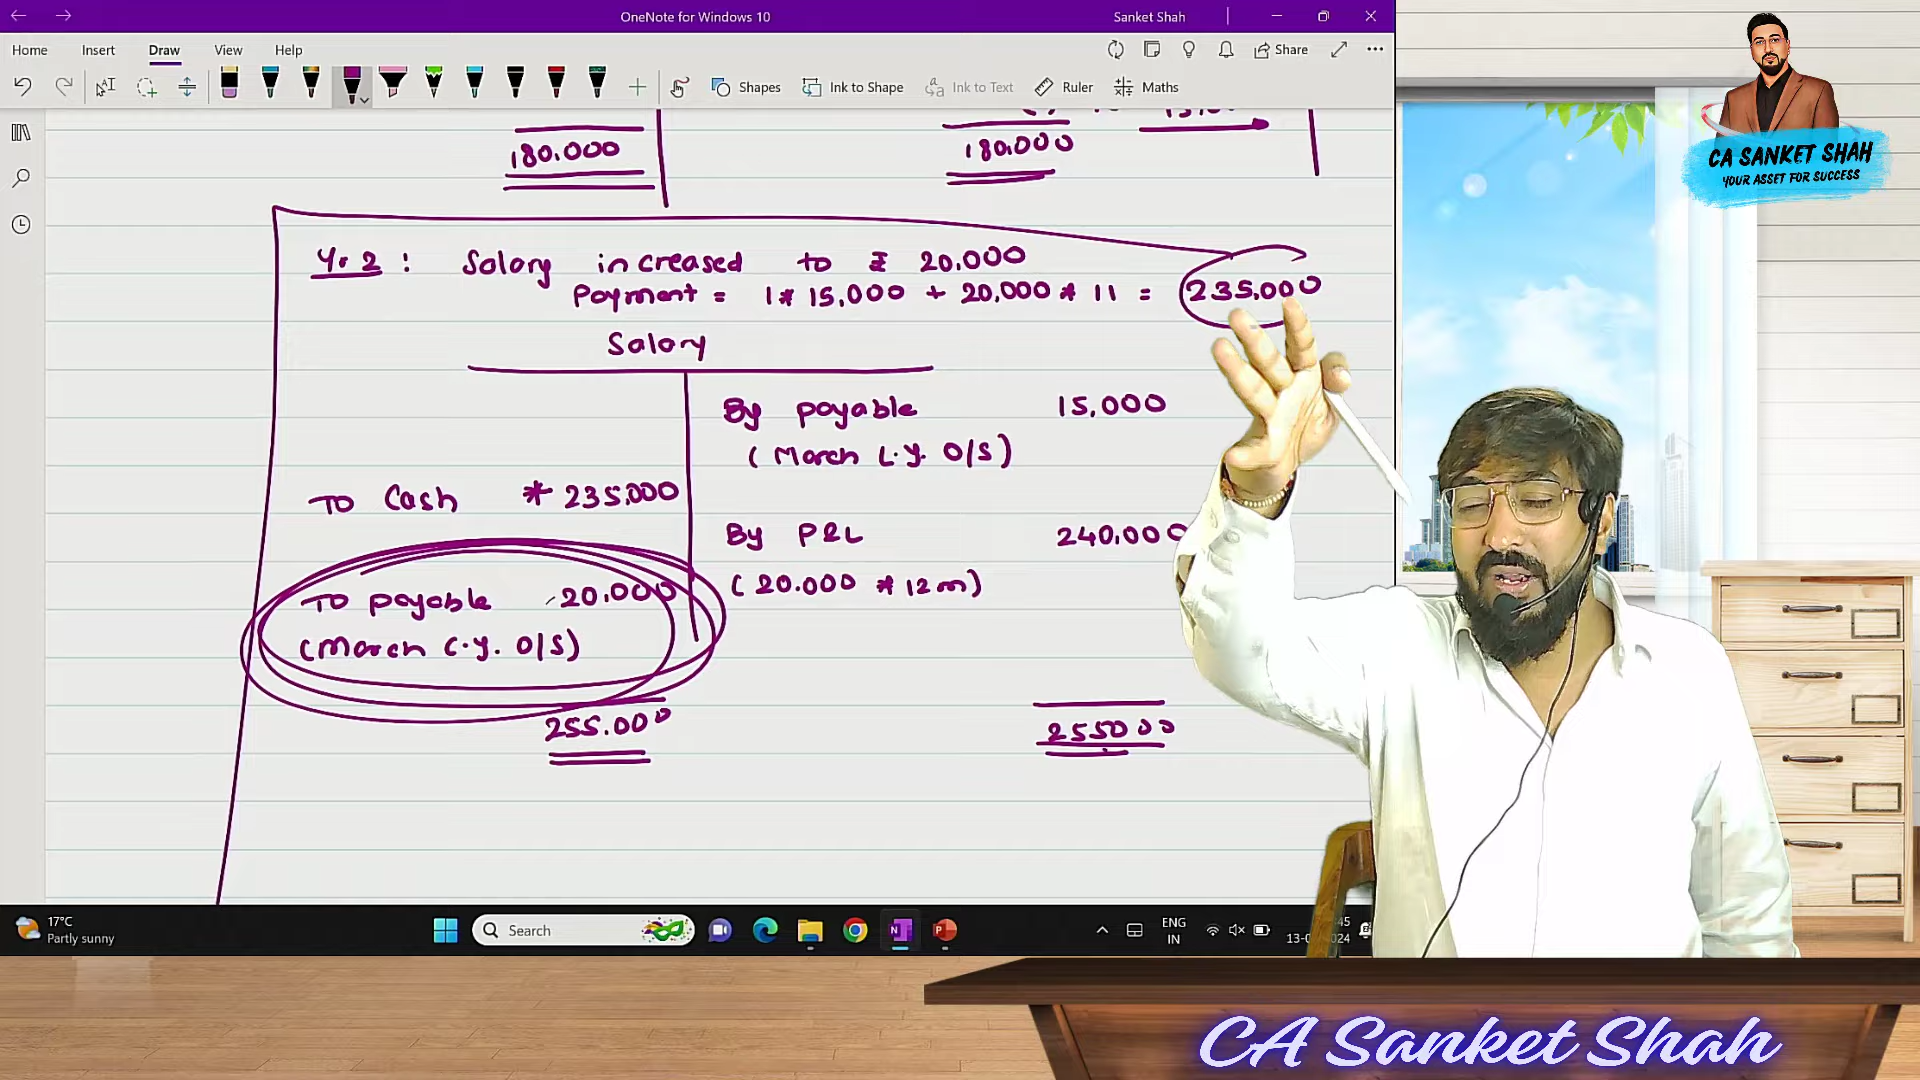 OneNote for Windows 10
Sanket Shah
Home Insert Draw View Help
Share
Shapes Ink to Shape Ink to Text Ruler Maths
180.000 180.000
Yr 2 : Salary increased to ₹ 20.000
Payment = 1* 15,000 + 20,000 * 11 = 235,000
Salary
By payable 15.000
(March L.Y. O/S)
To Cash * 235,000
By P&L 240,000
(20.000 * 12m)
To payable 20,000
(March C.Y. O/S)
255.000 255000
17°C
Partly sunny
Search
ENG
IN
CA SANKET SHAH
YOUR ASSET FOR SUCCESS
CA Sanket Shah